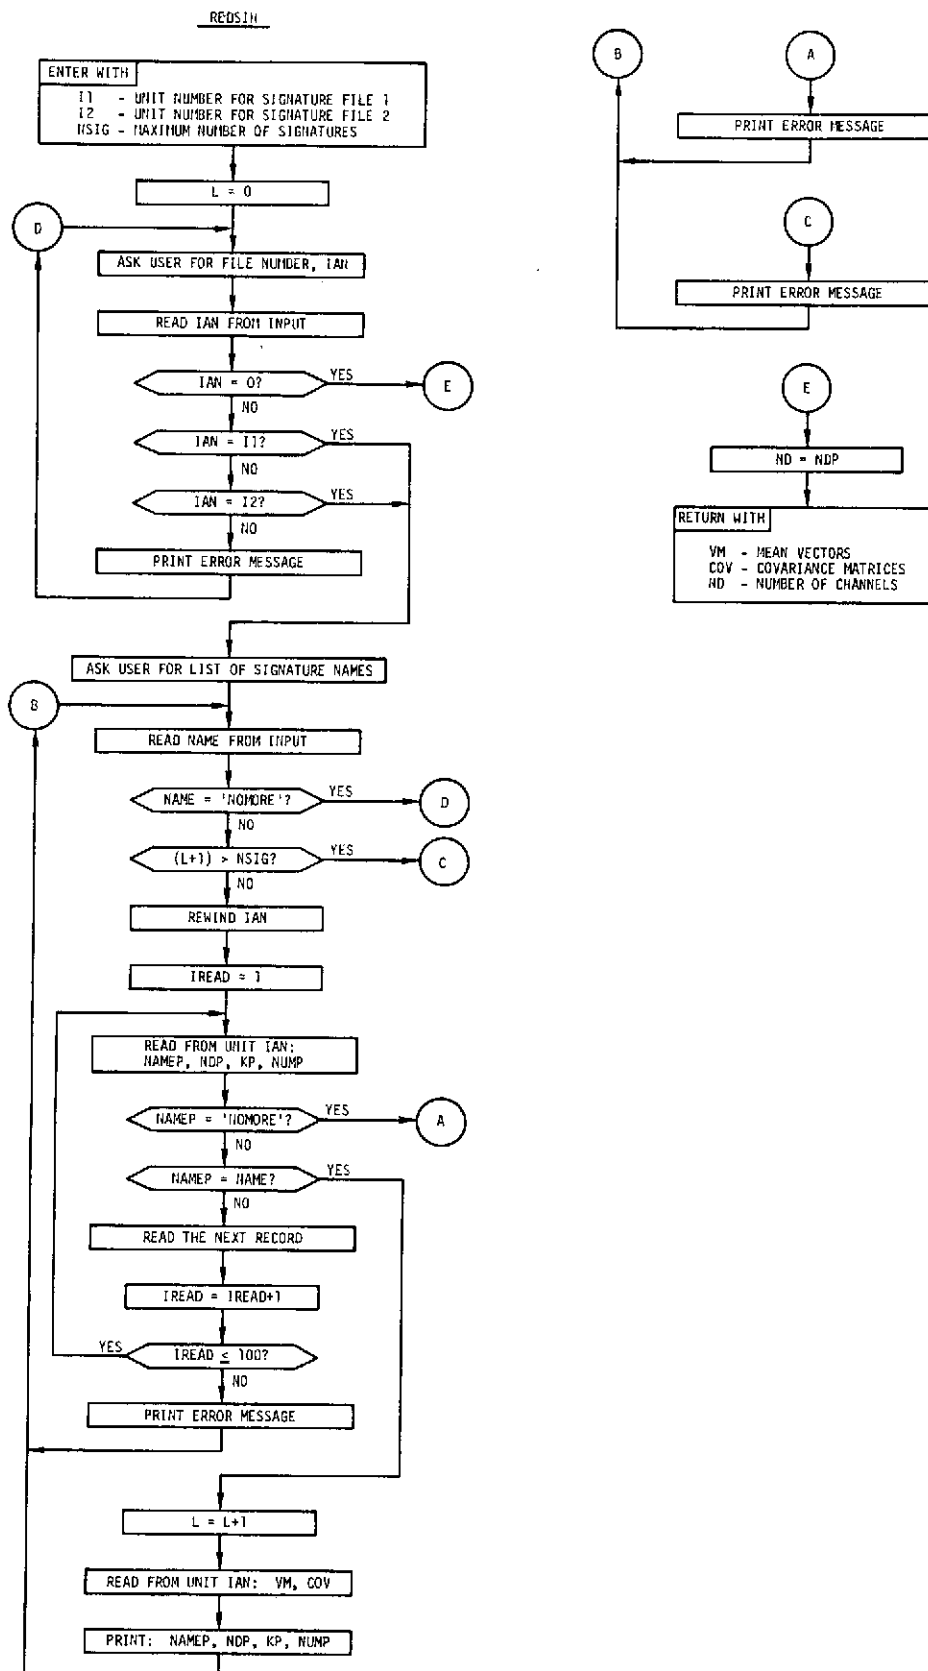 REDSIN
ENTER WITH
I1 - UNIT NUMBER FOR SIGNATURE FILE 1
I2 - UNIT NUMBER FOR SIGNATURE FILE 2
NSIG - MAXIMUM NUMBER OF SIGNATURES
L = 0
D
ASK USER FOR FILE NUMBER, IAN
READ IAN FROM INPUT
IAN = 0?
YES
E
NO
IAN = I1?
YES
NO
IAN = I2?
YES
NO
PRINT ERROR MESSAGE
ASK USER FOR LIST OF SIGNATURE NAMES
B
READ NAME FROM INPUT
NAME = 'NOMORE'?
YES
D
NO
(L+1) > NSIG?
YES
C
NO
REWIND IAN
IREAD = 1
READ FROM UNIT IAN:
NAMEP, NDP, KP, NUMP
NAMEP = 'NOMORE'?
YES
A
NO
NAMEP = NAME?
YES
NO
READ THE NEXT RECORD
IREAD = IREAD+1
YES
IREAD ≤ 100?
NO
PRINT ERROR MESSAGE
L = L+1
READ FROM UNIT IAN: VM, COV
PRINT: NAMEP, NDP, KP, NUMP
B
A
PRINT ERROR MESSAGE
C
PRINT ERROR MESSAGE
E
ND = NDP
RETURN WITH
VM - MEAN VECTORS
COV - COVARIANCE MATRICES
ND - NUMBER OF CHANNELS